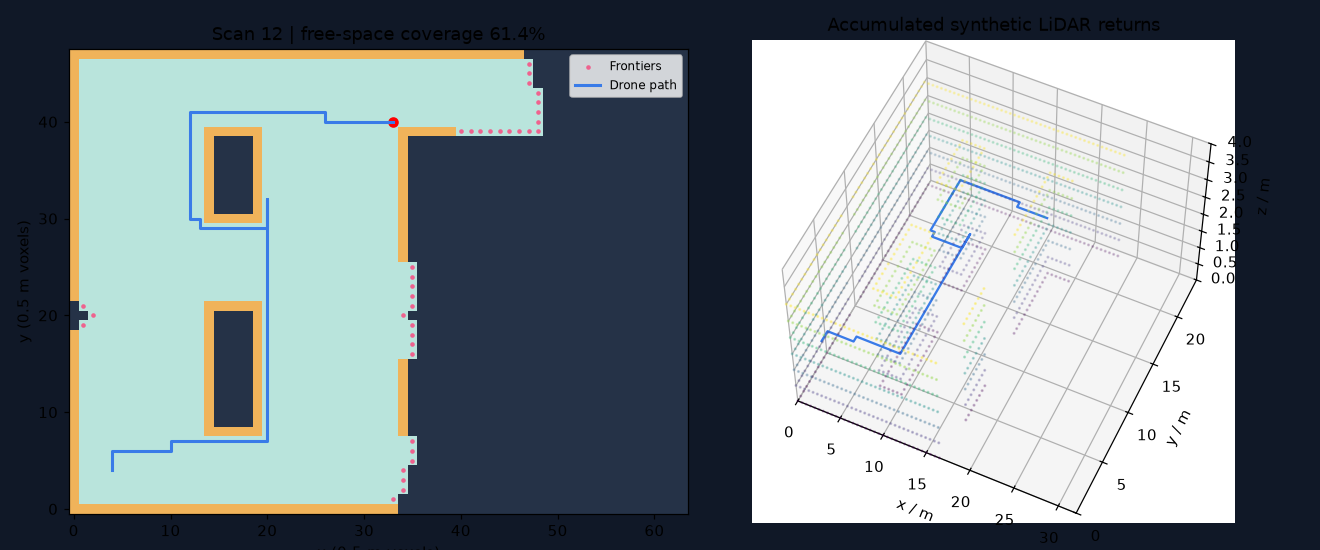 Scan 12 | free-space coverage 61.4%
Frontiers
Drone path
y (0.5 m voxels)
40
30
20
10
0
0 10 20 30 40 50 60
Accumulated synthetic LiDAR returns
4.0
3.5
3.0
2.5
2.0
1.5
1.0
0.5
0.0
z / m
20
15
10
5
0
y / m
0
5
10
15
20
25
30
x / m